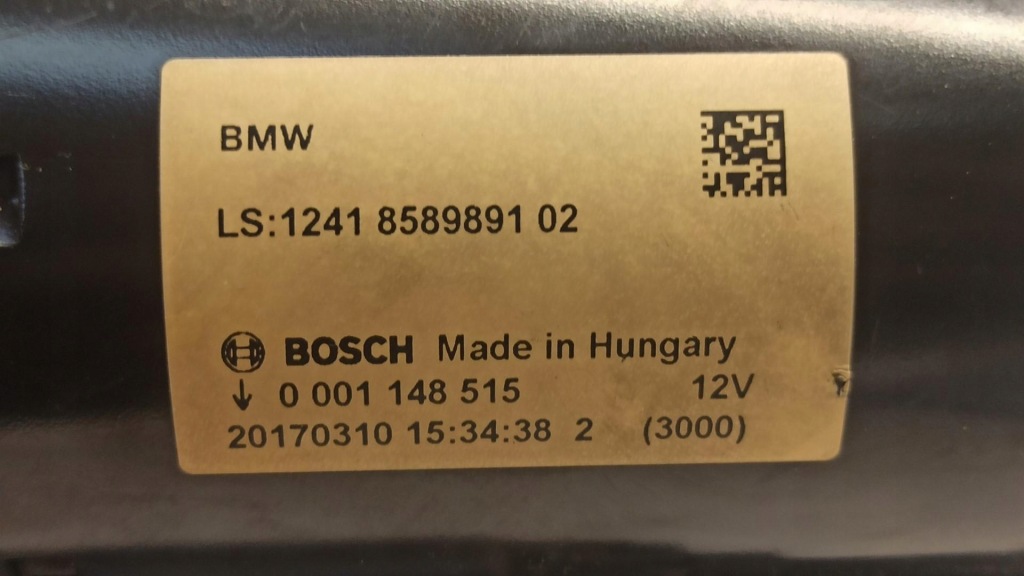 BMW
LS:1241 8589891 02
BOSCH Made in Hungary
↓ 0 001 148 515 12V
20170310 15:34:38 2 (3000)